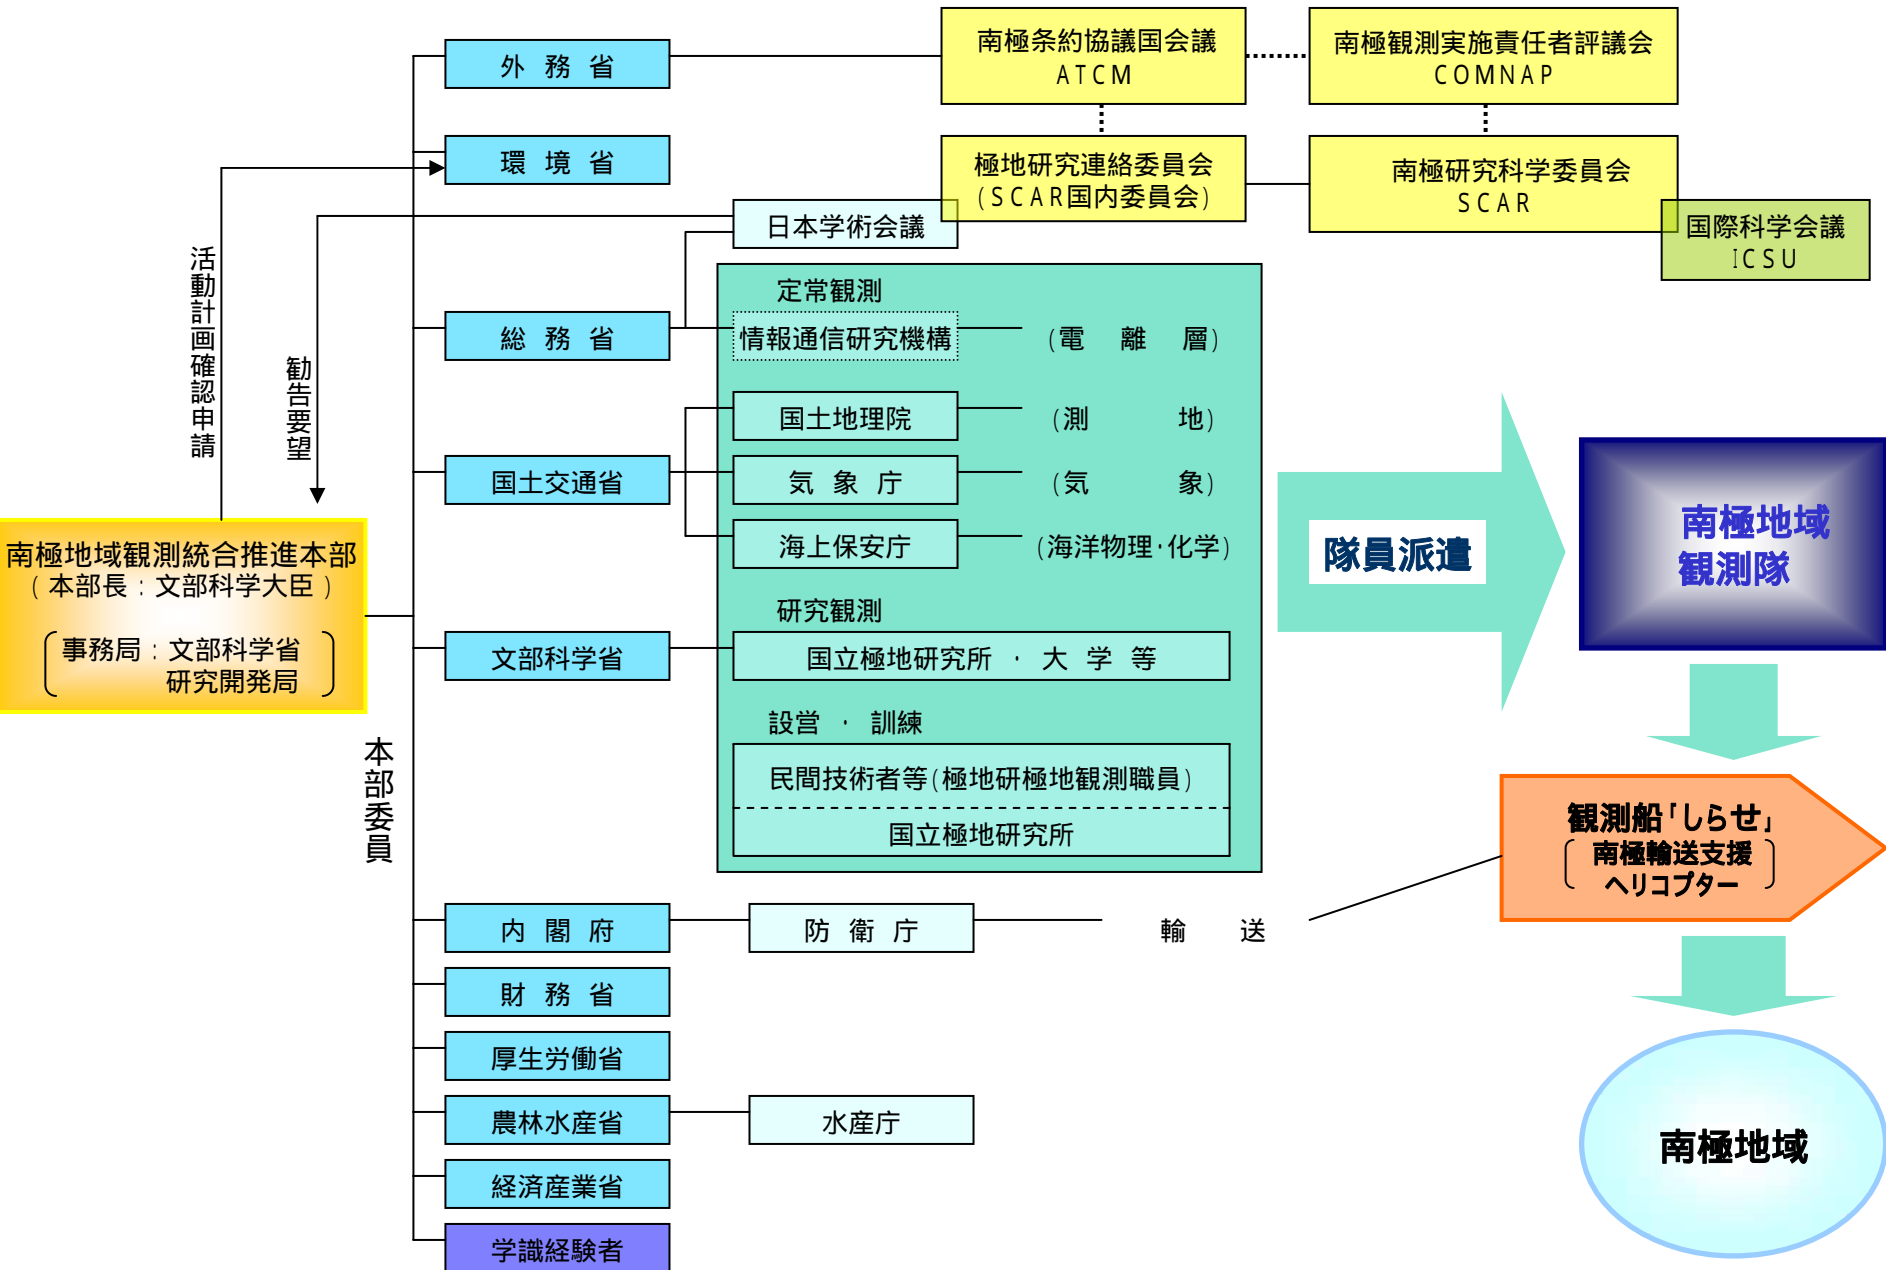 南極条約協議国会議
ATCM
南極観測実施責任者評議会
COMNAP
外務省
環境省
極地研究連絡委員会
(SCAR国内委員会)
南極研究科学委員会
SCAR
国際科学会議
ICSU
日本学術会議
活動計画確認申請
勧告要望
定常観測
総務省
情報通信研究機構
(電離層)
国土地理院
(測地)
国土交通省
気象庁
(気象)
海上保安庁
(海洋物理・化学)
南極地域観測統合推進本部
(本部長:文部科学大臣)
事務局:文部科学省
研究開発局
研究観測
文部科学省
国立極地研究所・大学等
設営・訓練
民間技術者等(極地研極地観測職員)
国立極地研究所
隊員派遣
南極地域
観測隊
本部委員
観測船「しらせ」
南極輸送支援
ヘリコプター
内閣府
防衛庁
輸送
財務省
厚生労働省
農林水産省
水産庁
経済産業省
学識経験者
南極地域